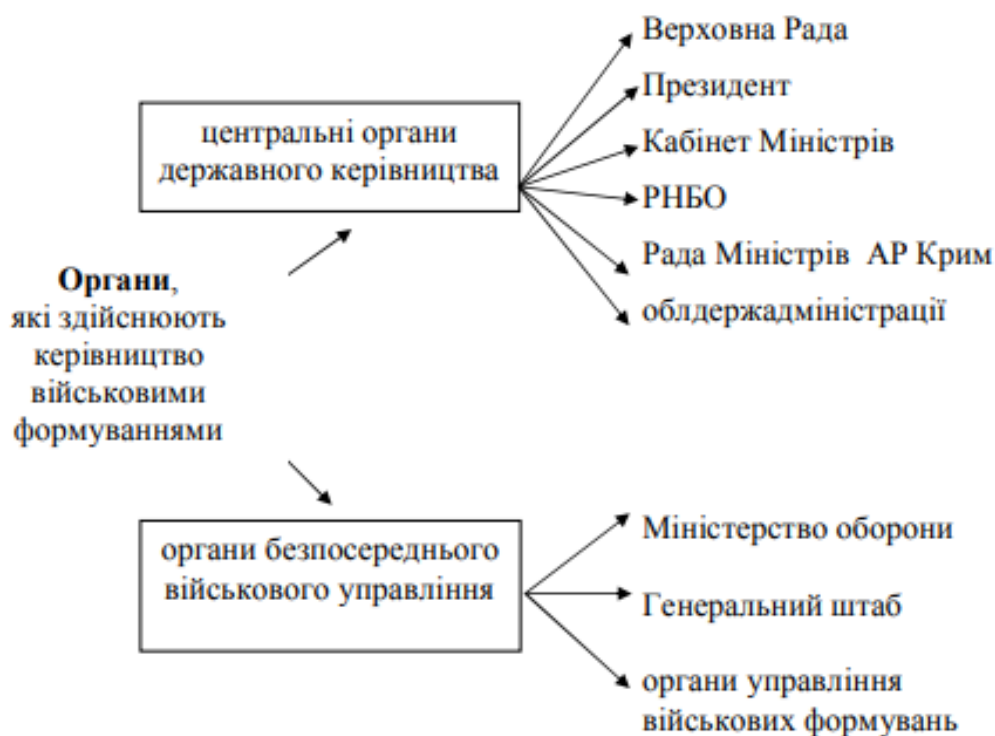 Верховна Рада
Президент
центральні органи
державного керівництва
Кабінет Міністрів
РНБО
Рада Міністрів АР Крим
облдержадміністрації
Органи,
які здійснюють
керівництво
військовими
формуваннями
органи безпосереднього
військового управління
Міністерство оборони
Генеральний штаб
органи управління
військових формувань